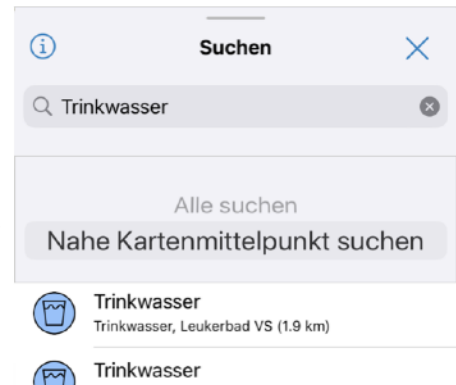 Suchen
Trinkwasser
Alle suchen
Nahe Kartenmittelpunkt suchen
Trinkwasser
Trinkwasser, Leukerbad VS (1.9 km)
Trinkwasser